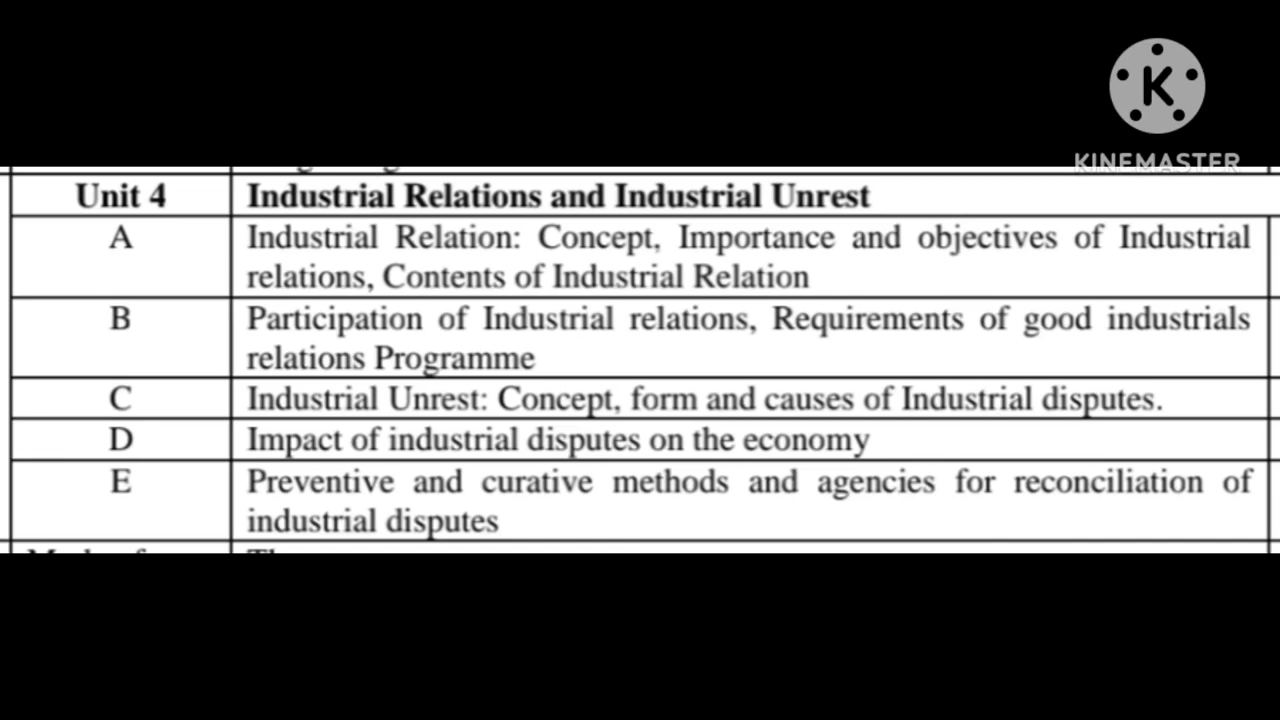 KINEMASTER
Unit 4 Industrial Relations and Industrial Unrest
A Industrial Relation: Concept, Importance and objectives of Industrial
relations, Contents of Industrial Relation
B Participation of Industrial relations, Requirements of good industrials
relations Programme
C Industrial Unrest: Concept, form and causes of Industrial disputes.
D Impact of industrial disputes on the economy
E Preventive and curative methods and agencies for reconciliation of
industrial disputes